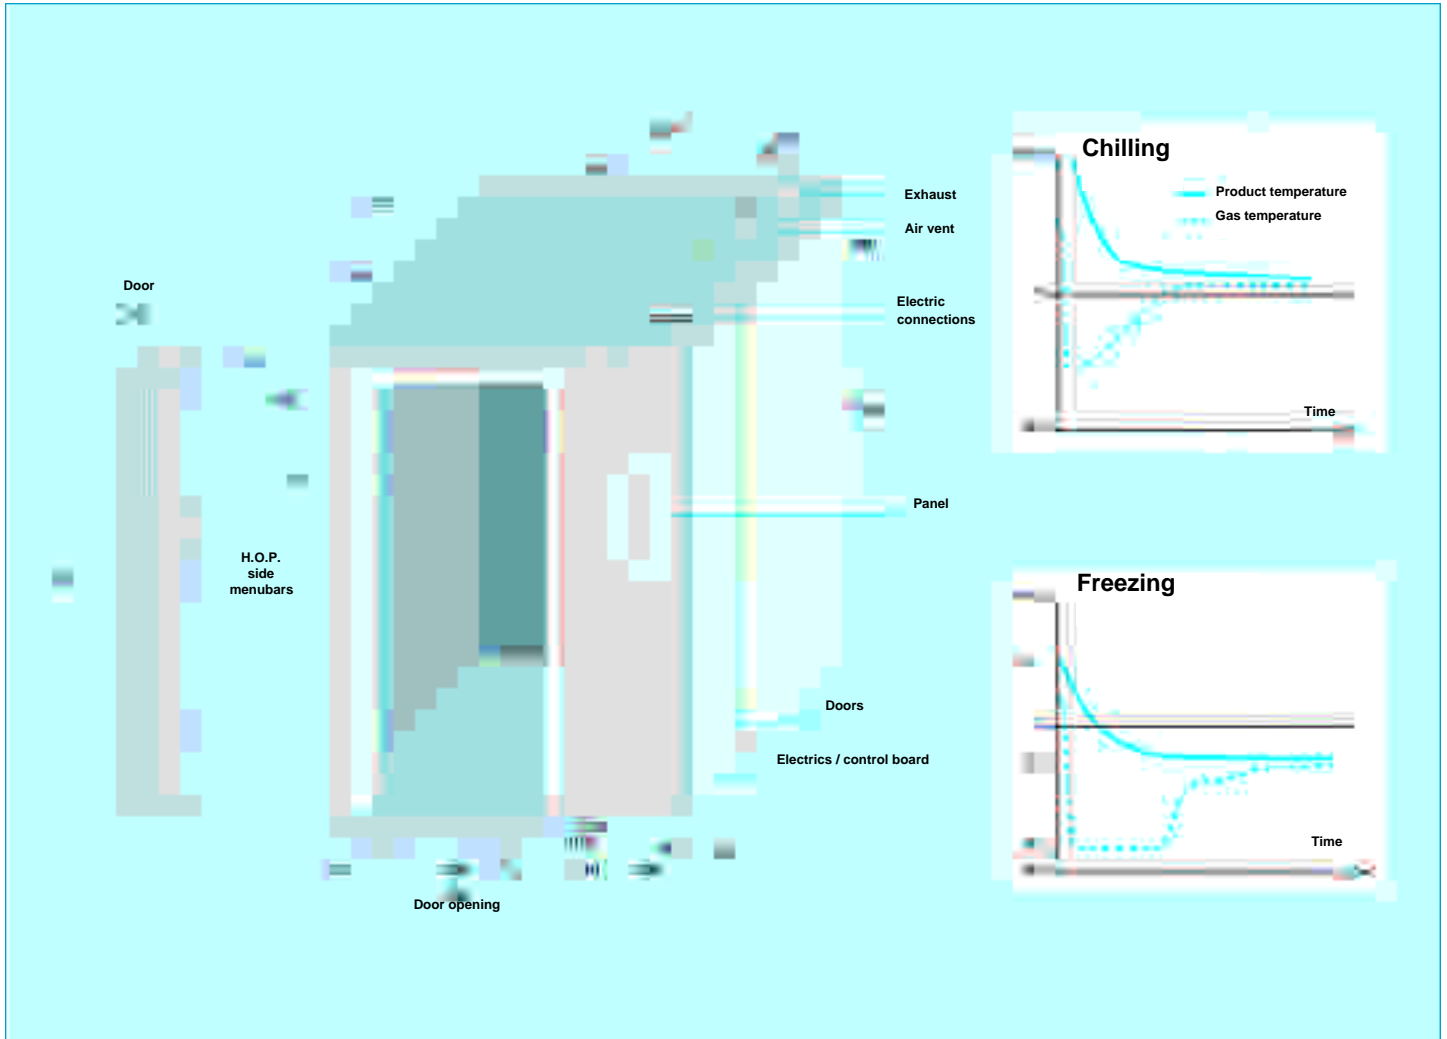 Chilling
Product temperature
Gas temperature
Time
Exhaust
Air vent
Electric
connections
Door
Panel
H.O.P.
side
menubars
Freezing
Time
Doors
Electrics / control board
Door opening